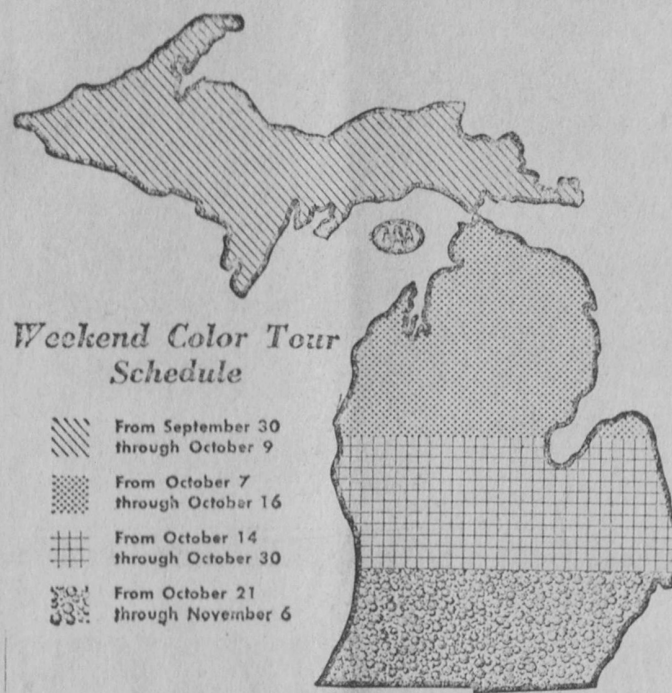 AAA
Weekend Color Tour
Schedule
From September 30
through October 9
From October 7
through October 16
From October 14
through October 30
From October 21
through November 6